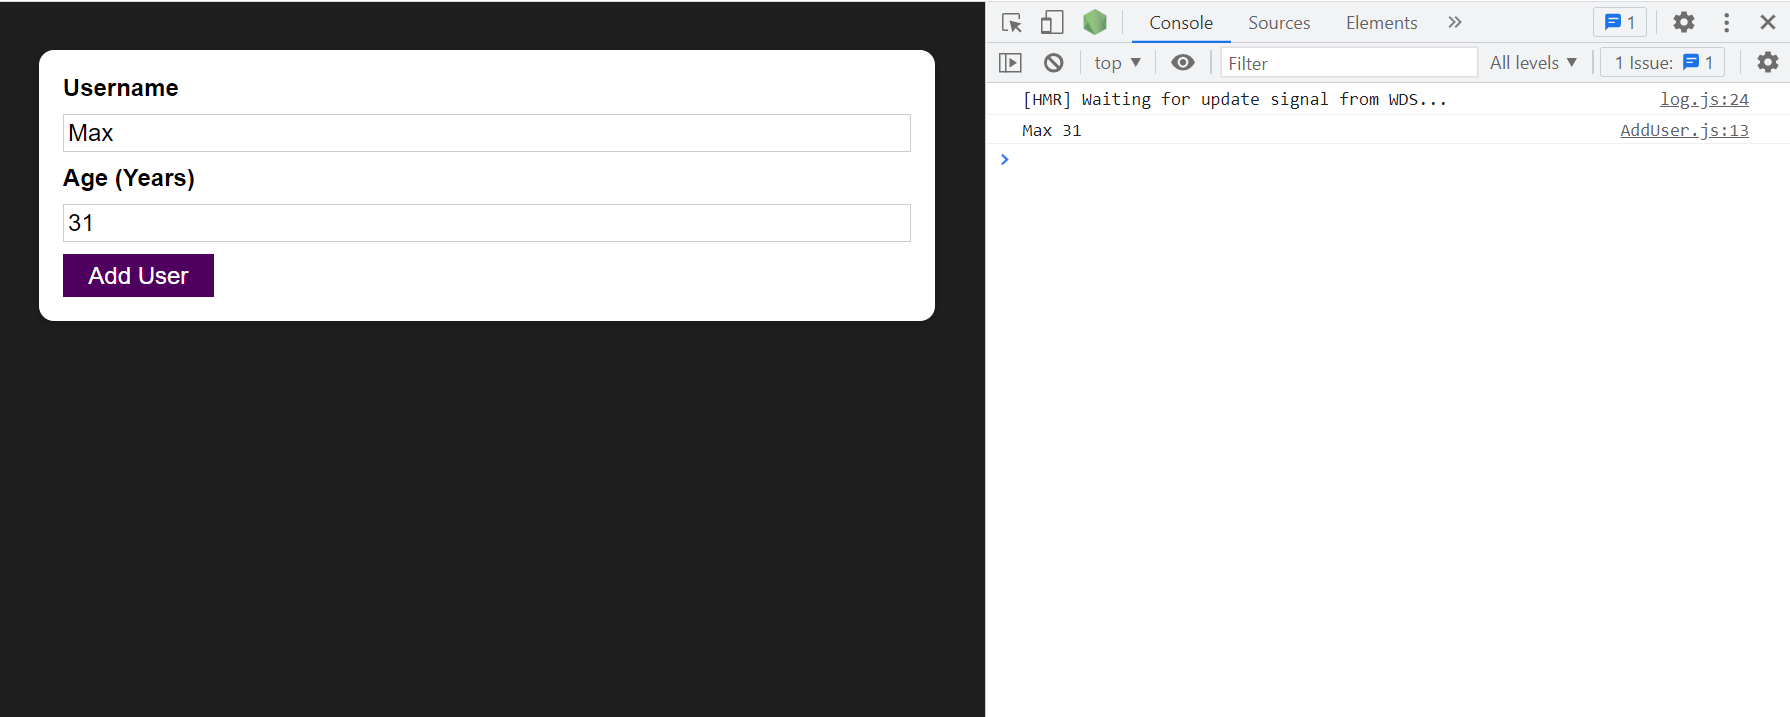 Username
Max
Age (Years)
31
Add User
Console Sources Elements 1
top Filter All levels 1 Issue: 1
[HMR] Waiting for update signal from WDS... log.js:24
Max 31 AddUser.js:13